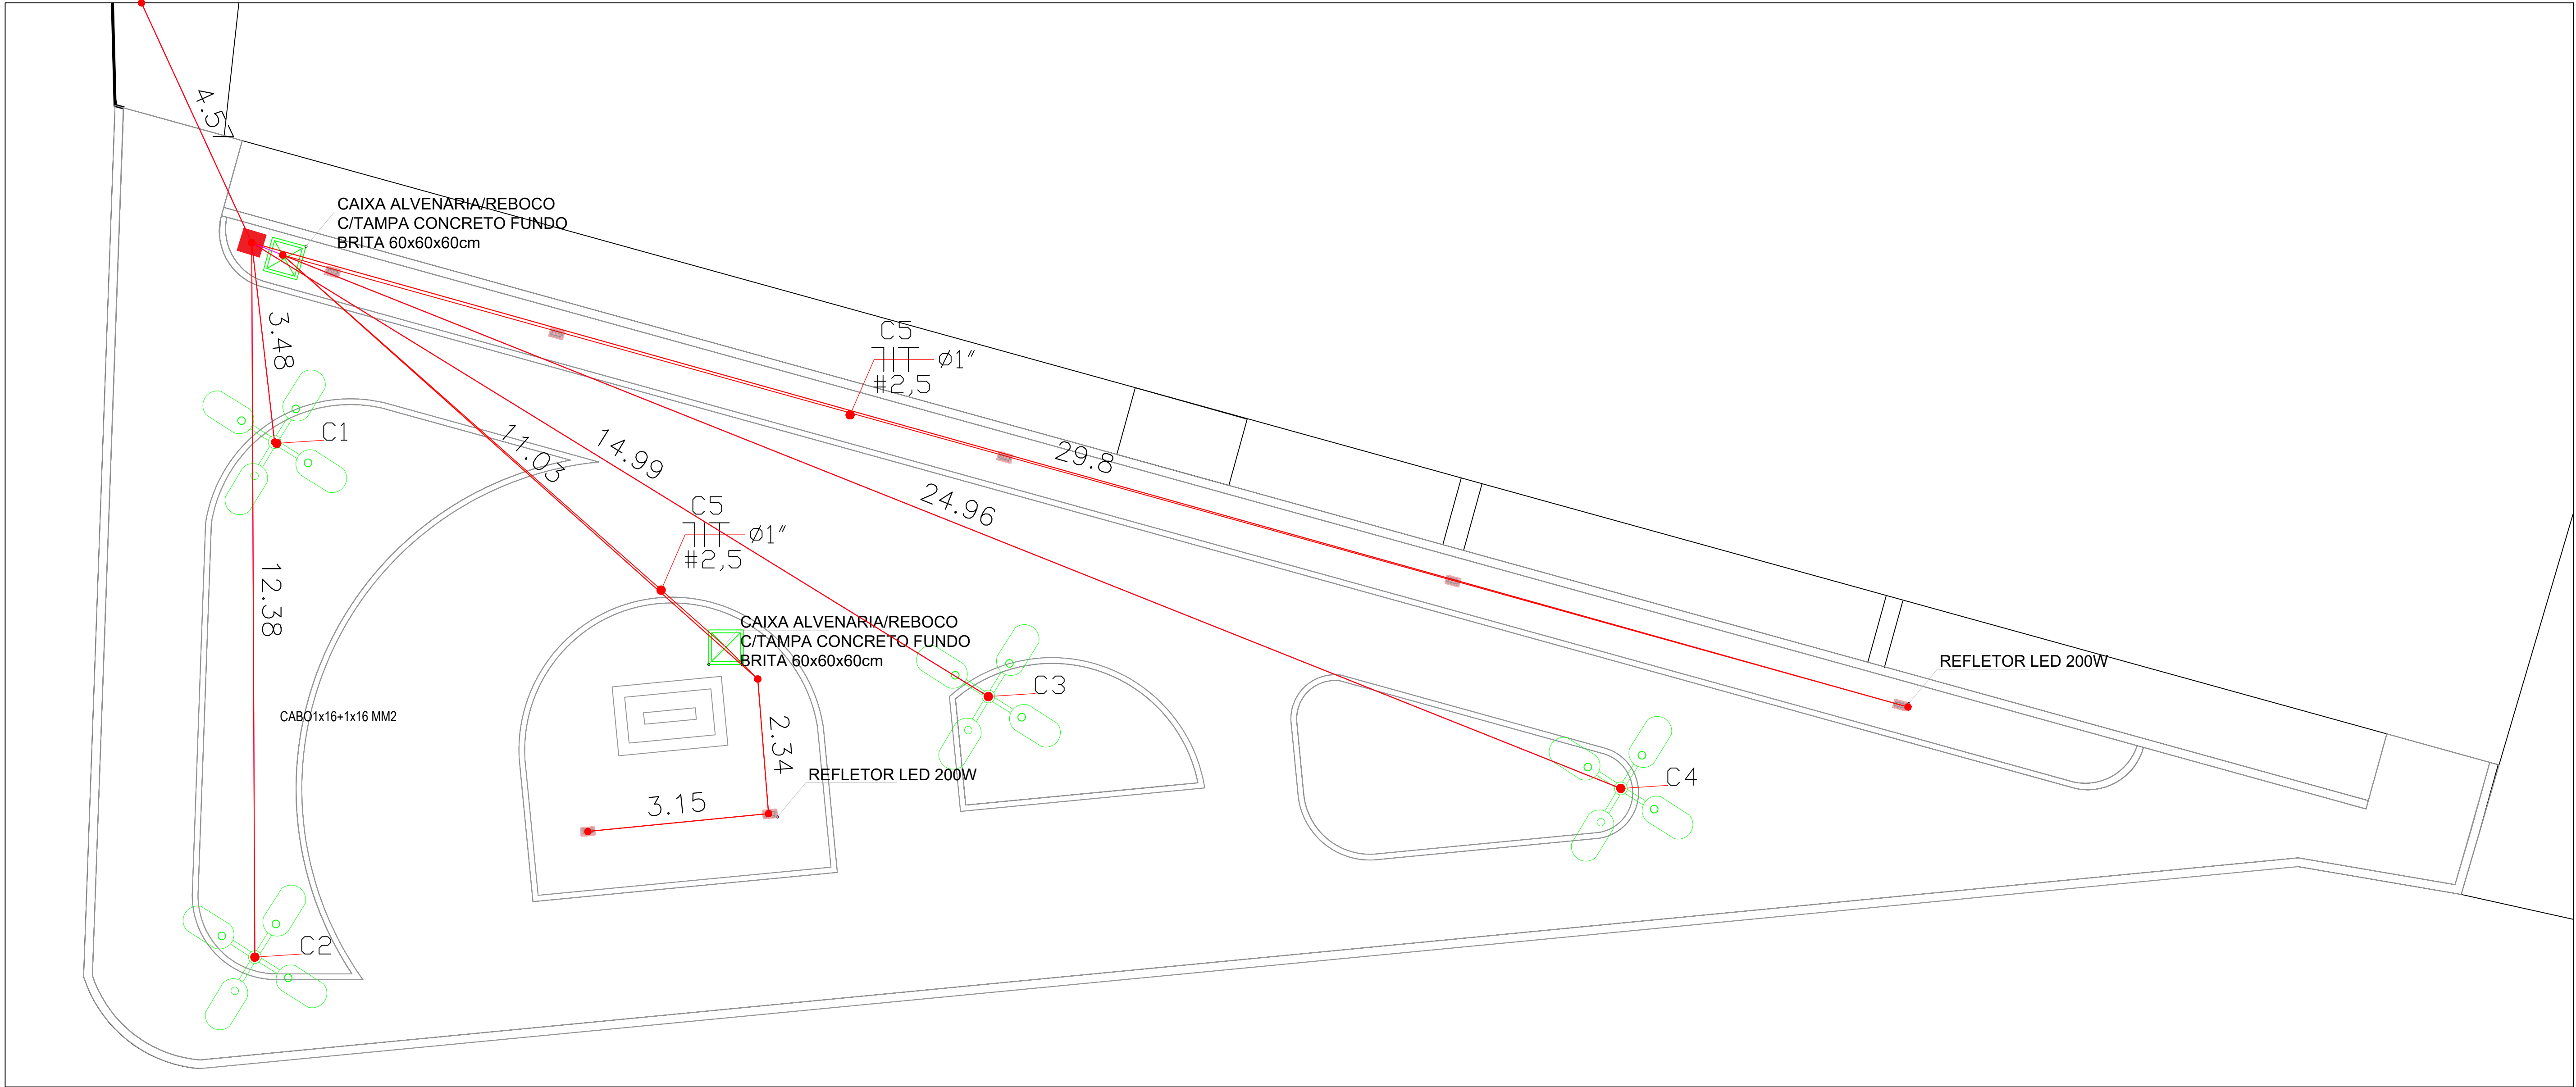 4.57
CAIXA ALVENARIA/REBOCO
C/TAMPA CONCRETO FUNDO
BRITA 60x60x60cm
3.48
C5
ø1"
#2,5
C1
11.03
14.99
29.8
24.96
C5
ø1"
#2,5
12.38
CAIXA ALVENARIA/REBOCO
C/TAMPA CONCRETO FUNDO
BRITA 60x60x60cm
REFLETOR LED 200W
C3
CABO1x16+1x16 MM2
2.34
REFLETOR LED 200W
C4
3.15
C2